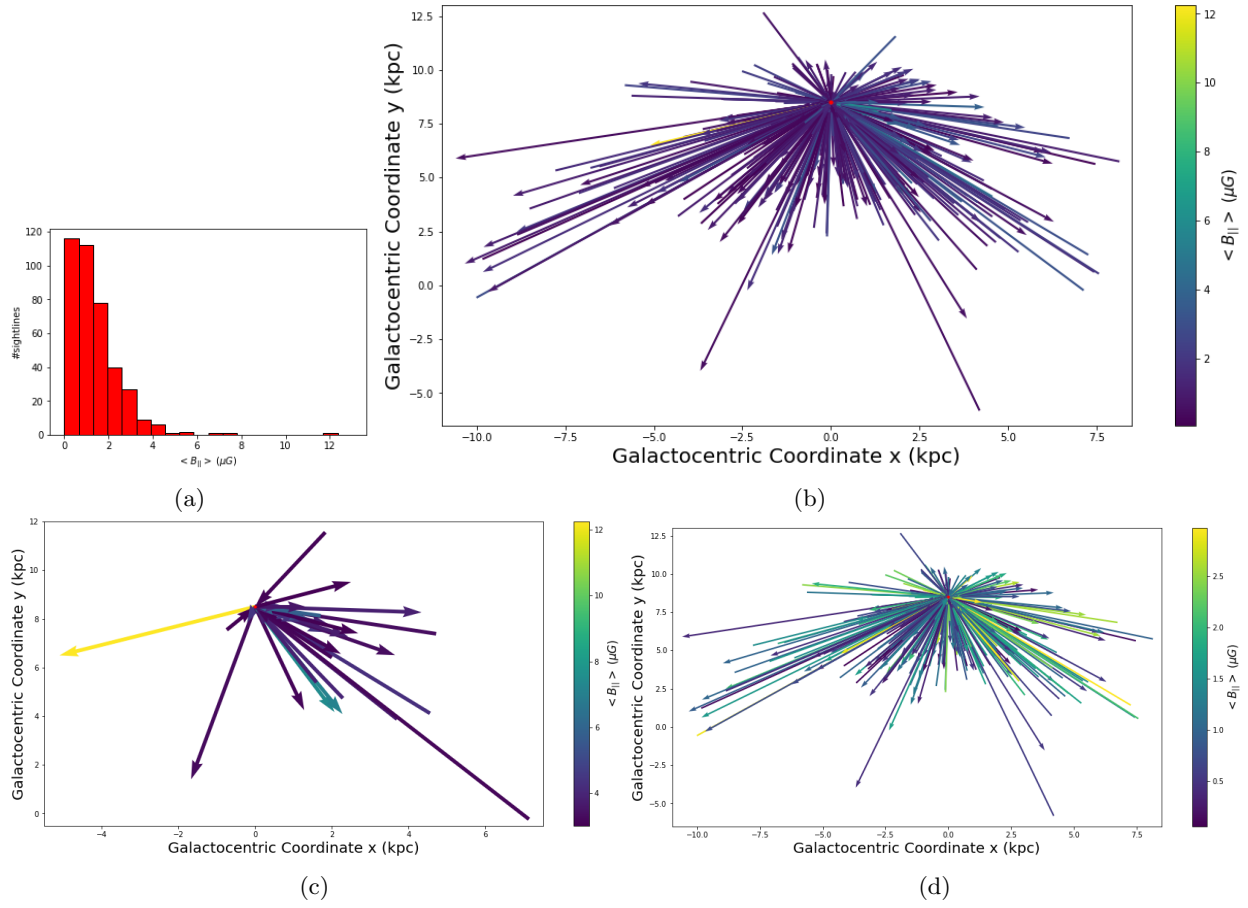 120
100
80
60
40
20
0
#sightlines
0 2 4 6 8 10 12
< B|| > (μG)
(a)
12.5
10.0
7.5
5.0
2.5
0.0
-2.5
-5.0
Galactocentric Coordinate y (kpc)
-10.0 -7.5 -5.0 -2.5 0.0 2.5 5.0 7.5
Galactocentric Coordinate x (kpc)
12
10
8
6
4
2
< B|| > (μG)
(b)
12
10
8
6
4
2
0
Galactocentric Coordinate y (kpc)
-4 -2 0 2 4 6
Galactocentric Coordinate x (kpc)
12
10
8
6
4
< B|| > (μG)
(c)
12.5
10.0
7.5
5.0
2.5
0.0
-2.5
-5.0
Galactocentric Coordinate y (kpc)
-10.0 -7.5 -5.0 -2.5 0.0 2.5 5.0 7.5
Galactocentric Coordinate x (kpc)
2.5
2.0
1.5
1.0
0.5
< B|| > (μG)
(d)